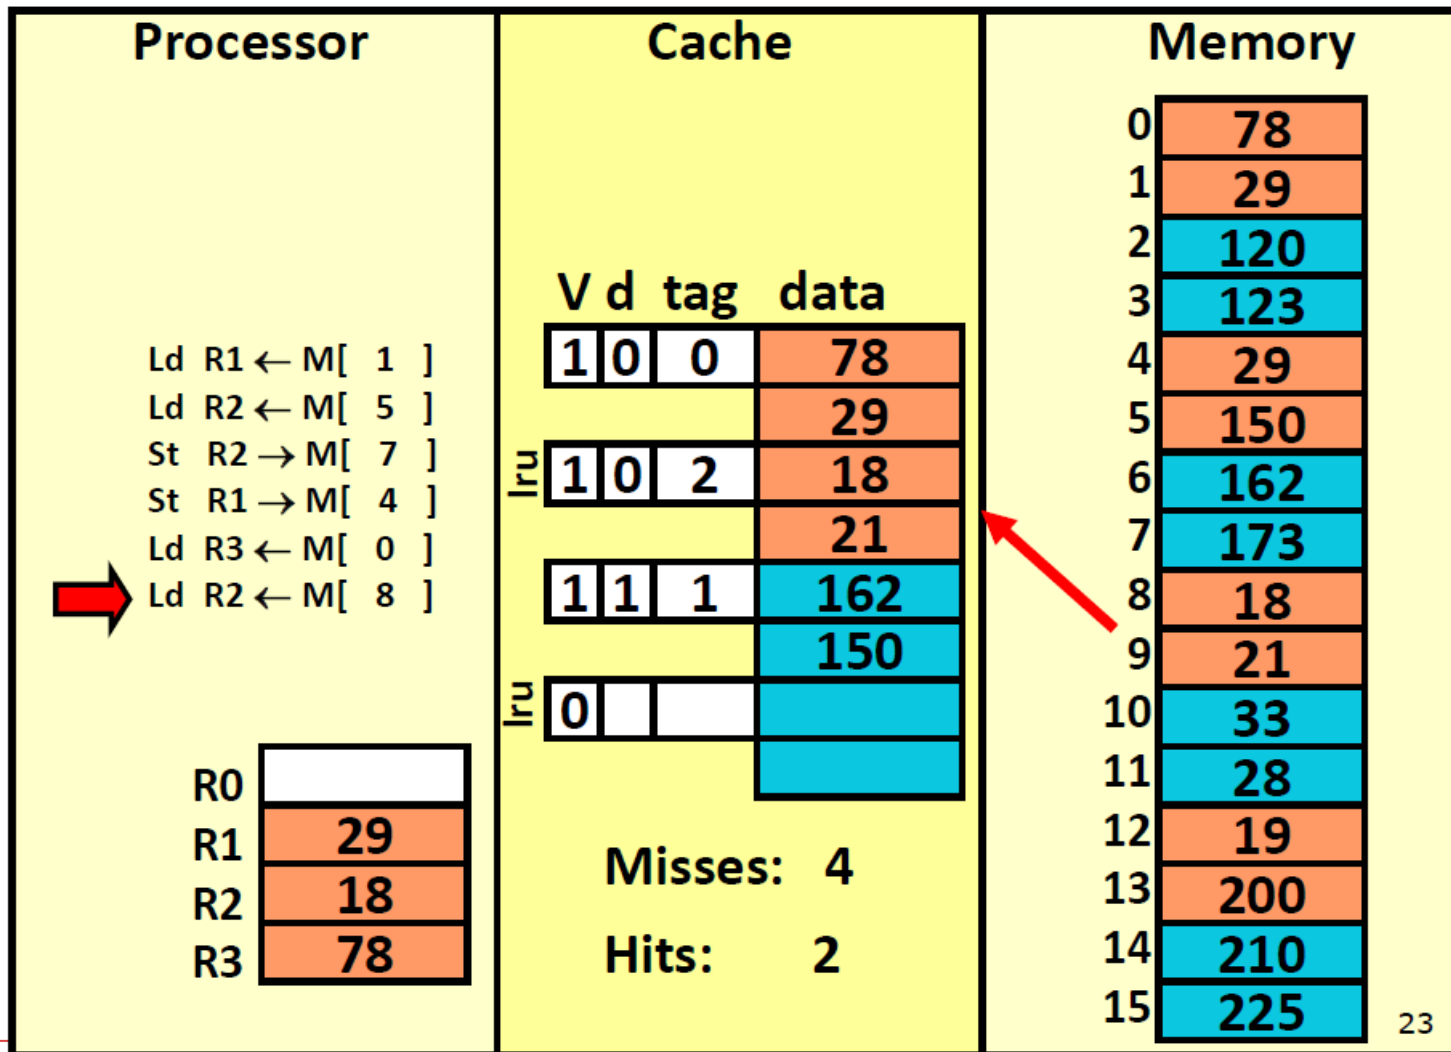 Processor
Ld R1 ← M[ 1 ]
Ld R2 ← M[ 5 ]
St R2 → M[ 7 ]
St R1 → M[ 4 ]
Ld R3 ← M[ 0 ]
Ld R2 ← M[ 8 ]
R0
R1 29
R2 18
R3 78
Cache
V d tag data
1 0 0 78
29
lru 1 0 2 18
21
1 1 1 162
150
lru 0
Misses: 4
Hits: 2
Memory
0 78
1 29
2 120
3 123
4 29
5 150
6 162
7 173
8 18
9 21
10 33
11 28
12 19
13 200
14 210
15 225
23